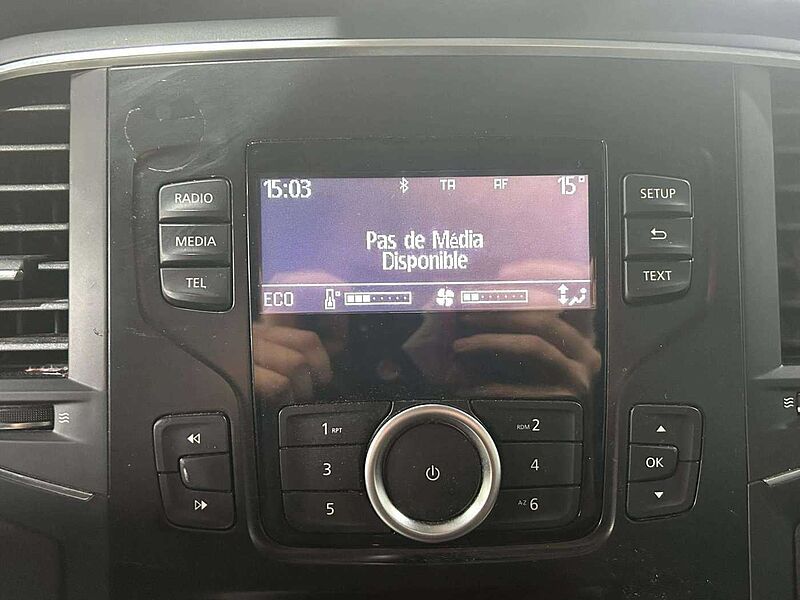 15:03 TA AF 15°
Pas de Média
Disponible
ECO
RADIO
MEDIA
TEL
SETUP
TEXT
1 RPT
RDM 2
3
4
5
A-Z 6
OK